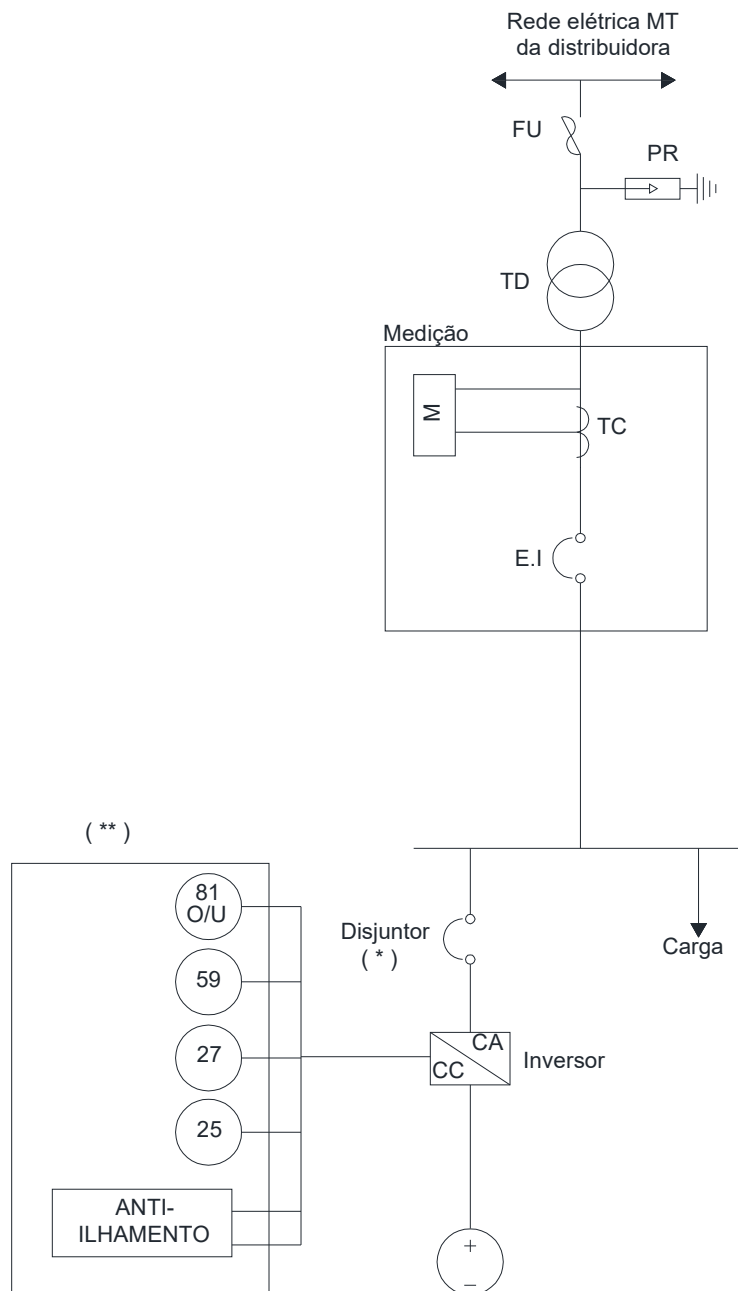 Rede elétrica MT
da distribuidora
FU
PR
TD
Medição
M
TC
E.I
( ** )
81
O/U
59
27
25
ANTI-
ILHAMENTO
Disjuntor
( * )
Carga
CA
CC
Inversor
+
–